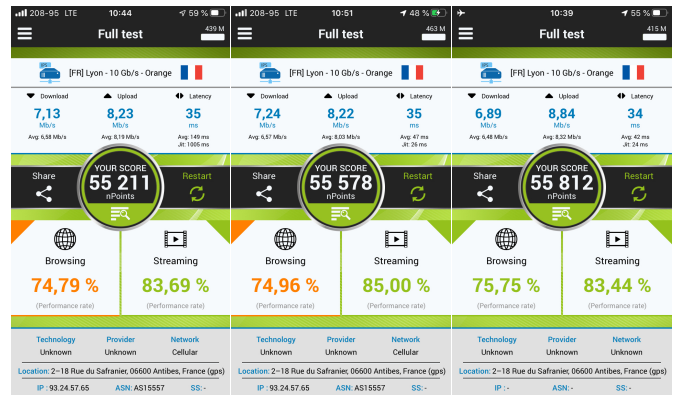 208-95 LTE 10:44 59 %
Full test
439 M
[FR] Lyon - 10 Gb/s - Orange
Download Upload Latency
7,13 8,23 35
Mb/s Mb/s ms
Avg: 6,58 Mb/s Avg: 8,19 Mb/s Avg: 149 ms
Jit: 1005 ms
Share YOUR SCORE Restart
55 211
nPoints
Browsing Streaming
74,79 % 83,69 %
(Performance rate) (Performance rate)
Technology Provider Network
Unknown Unknown Cellular
Location: 2–18 Rue du Safranier, 06600 Antibes, France (gps)
IP : 93.24.57.65 ASN: AS15557 SS: -
208-95 LTE 10:51 48 %
Full test
463 M
[FR] Lyon - 10 Gb/s - Orange
Download Upload Latency
7,24 8,22 35
Mb/s Mb/s ms
Avg: 6,57 Mb/s Avg: 8,03 Mb/s Avg: 47 ms
Jit: 26 ms
Share YOUR SCORE Restart
55 578
nPoints
Browsing Streaming
74,96 % 85,00 %
(Performance rate) (Performance rate)
Technology Provider Network
Unknown Unknown Cellular
Location: 2–18 Rue du Safranier, 06600 Antibes, France (gps)
IP : 93.24.57.65 ASN: AS15557 SS: -
10:39 55 %
Full test
415 M
[FR] Lyon - 10 Gb/s - Orange
Download Upload Latency
6,89 8,84 34
Mb/s Mb/s ms
Avg: 6,48 Mb/s Avg: 8,32 Mb/s Avg: 42 ms
Jit: 24 ms
Share YOUR SCORE Restart
55 812
nPoints
Browsing Streaming
75,75 % 83,44 %
(Performance rate) (Performance rate)
Technology Provider Network
Unknown Unknown Unknown
Location: 2–18 Rue du Safranier, 06600 Antibes, France (gps)
IP : - ASN: - SS: -